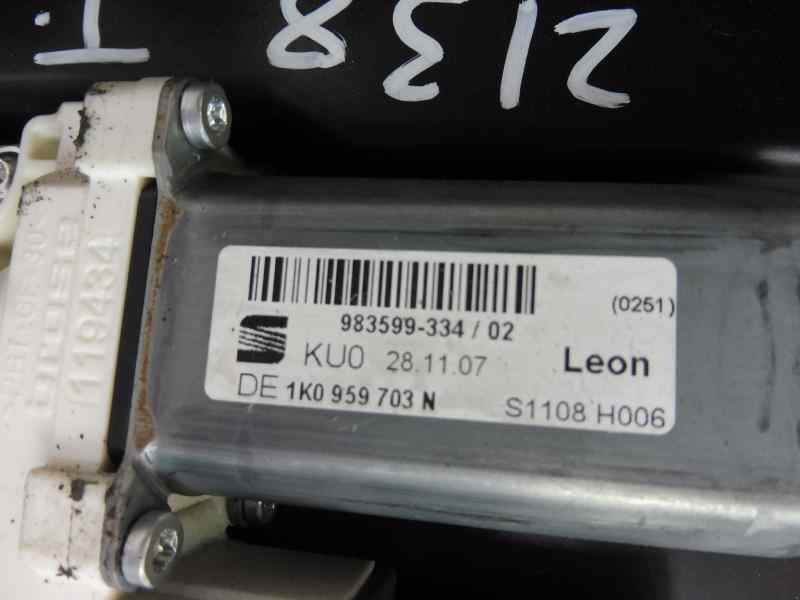 2138 I.
brose
119434
(0251)
983599-334 / 02
KU0 28.11.07 Leon
DE 1K0 959 703 N
S1108 H006